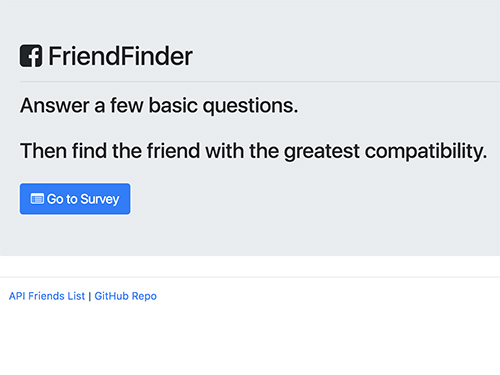 FriendFinder
Answer a few basic questions.
Then find the friend with the greatest compatibility.
Go to Survey
API Friends List | GitHub Repo